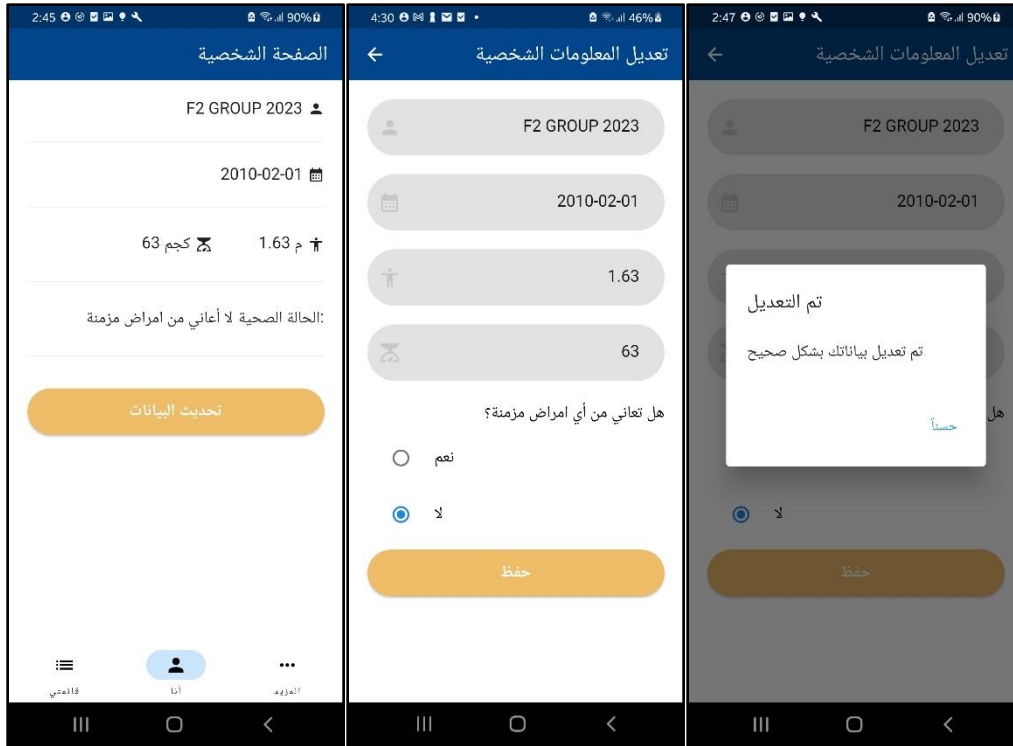 2:45
90%
الصفحة الشخصية
F2 GROUP 2023
2010-02-01
م 1.63
كجم 63
:الحالة الصحية لا أعاني من امراض مزمنة
تحديث البيانات
المزيد
أنا
قائمتي
4:30
46%
تعديل المعلومات الشخصية
F2 GROUP 2023
2010-02-01
1.63
63
هل تعاني من أي امراض مزمنة؟
نعم
لا
حفظ
2:47
90%
تعديل المعلومات الشخصية
F2 GROUP 2023
2010-02-01
تم التعديل
تم تعديل بياناتك بشكل صحيح
حسناً
هل
لا
حفظ